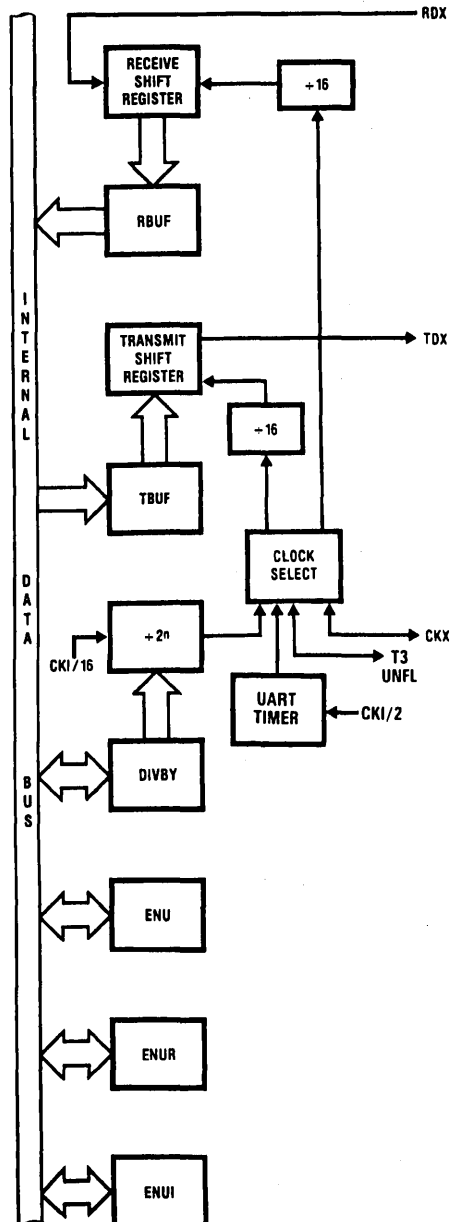 RDX
RECEIVE
SHIFT
REGISTER
÷16
RBUF
INTERNAL
DATA
BUS
TRANSMIT
SHIFT
REGISTER
TDX
÷16
TBUF
CLOCK
SELECT
÷2ⁿ
CKI/16
CKX
T3
UNFL
UART
TIMER
CKI/2
DIVBY
ENU
ENUR
ENUI